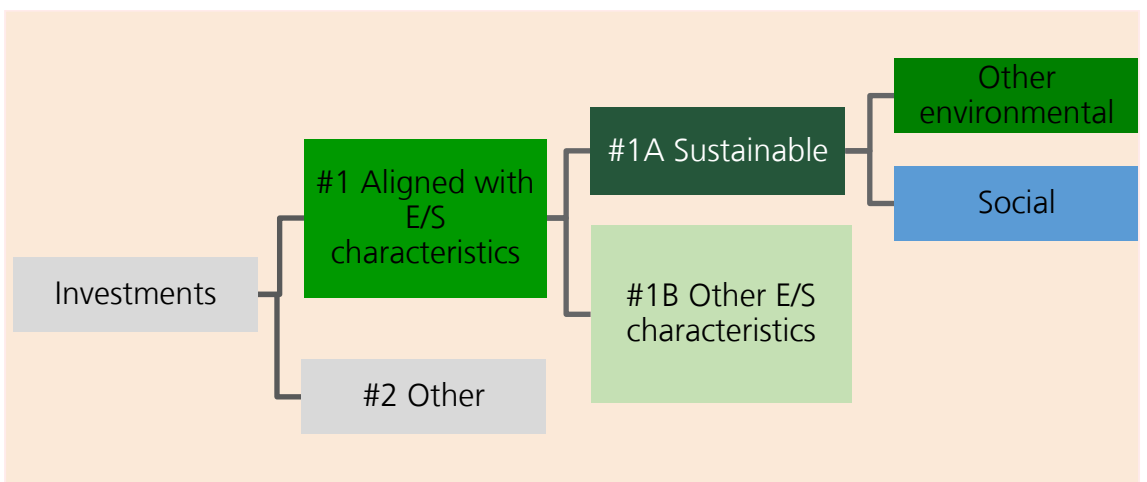 Investments
#1 Aligned with
E/S
characteristics
#2 Other
#1A Sustainable
#1B Other E/S
characteristics
Other
environmental
Social